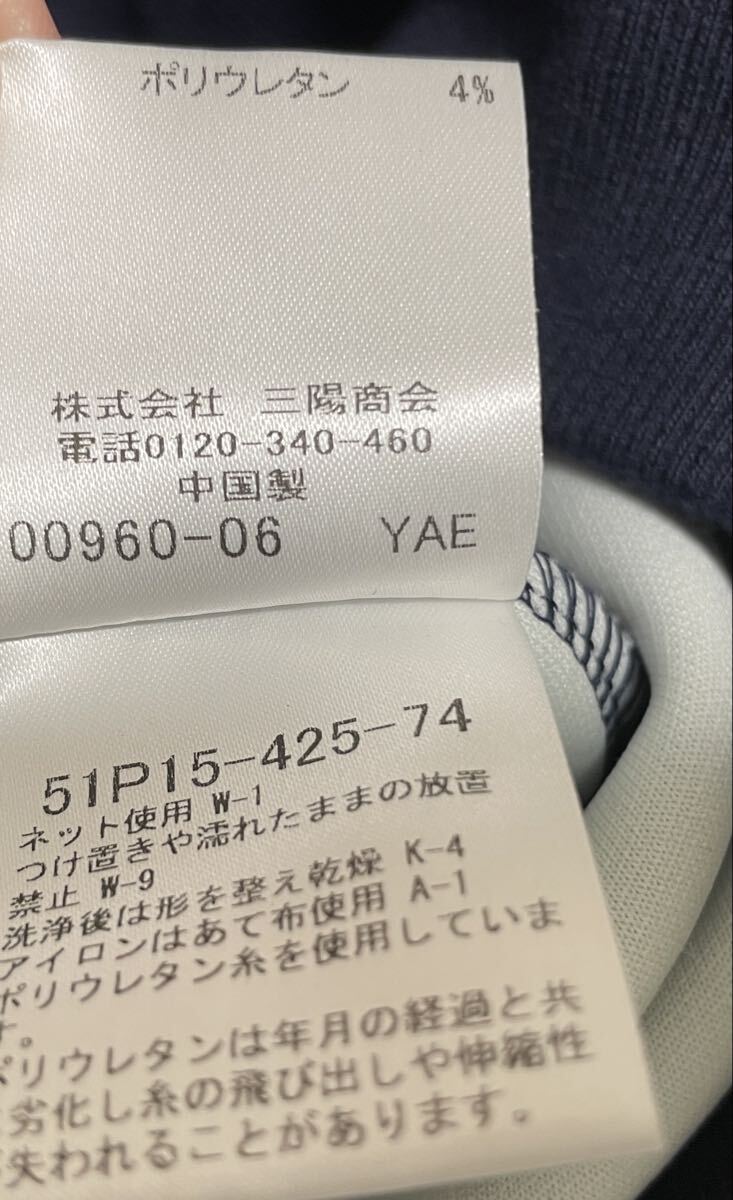 ポリウレタン 4%
株式会社 三陽商会
電話0120-340-460
中国製
00960-06 YAE
51P15-425-74
ネット使用 W-1
つけ置きや濡れたままの放置
禁止 W-9
洗浄後は形を整え乾燥 K-4
アイロンはあて布使用 A-1
ポリウレタン糸を使用していま
す。
ポリウレタンは年月の経過と共
劣化し糸の飛び出しや伸縮性
失われることがあります。